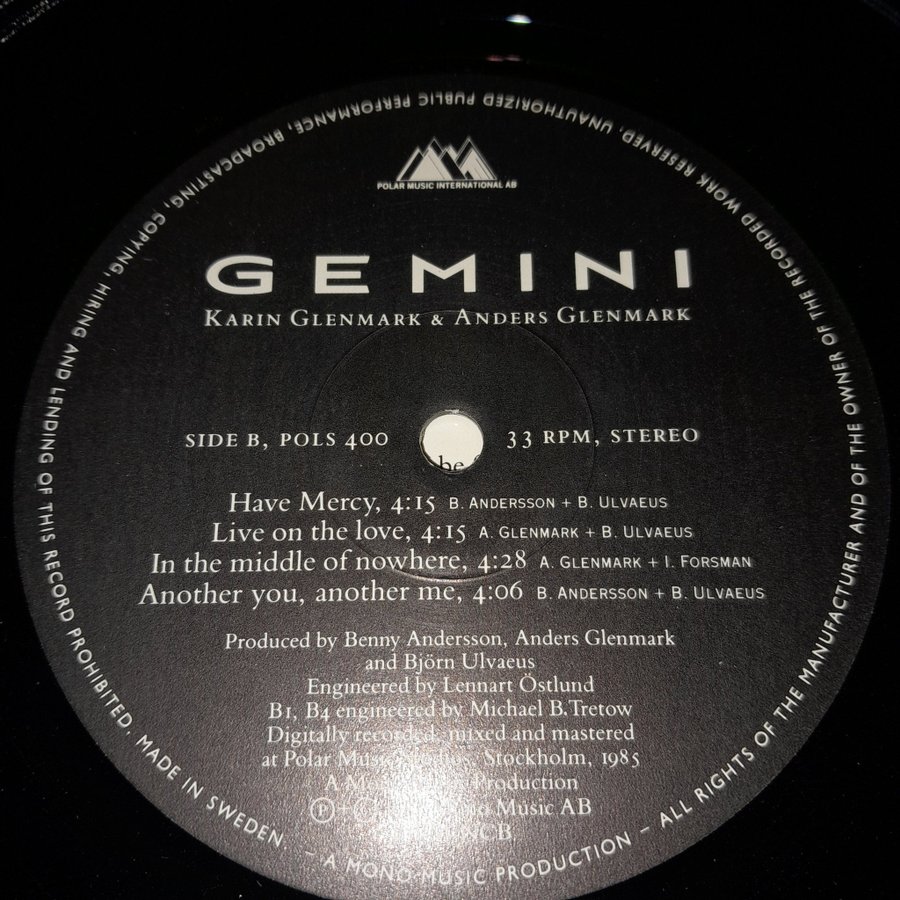 POLAR MUSIC INTERNATIONAL AB
GEMINI
KARIN GLENMARK & ANDERS GLENMARK
SIDE B, POLS 400
33 RPM, STEREO
Have Mercy, 4:15 B. ANDERSSON + B. ULVAEUS
Live on the love, 4:15 A. GLENMARK + B. ULVAEUS
In the middle of nowhere, 4:28 A. GLENMARK + I. FORSMAN
Another you, another me, 4:06 B. ANDERSSON + B. ULVAEUS
Produced by Benny Andersson, Anders Glenmark
and Björn Ulvaeus
Engineered by Lennart Östlund
B1, B4 engineered by Michael B.Tretow
Digitally recorded, mixed and mastered
at Polar Music Studios, Stockholm, 1985
A Production
Ⓟ+ Music AB
NCB
– A MONO-MUSIC PRODUCTION – ALL RIGHTS OF THE MANUFACTURER AND OF THE OWNER OF THE RECORDED WORK RESERVED. UNAUTHORIZED PUBLIC PERFORMANCE, BROADCASTING, COPYING, HIRING AND LENDING OF THIS RECORD PROHIBITED. MADE IN SWEDEN.